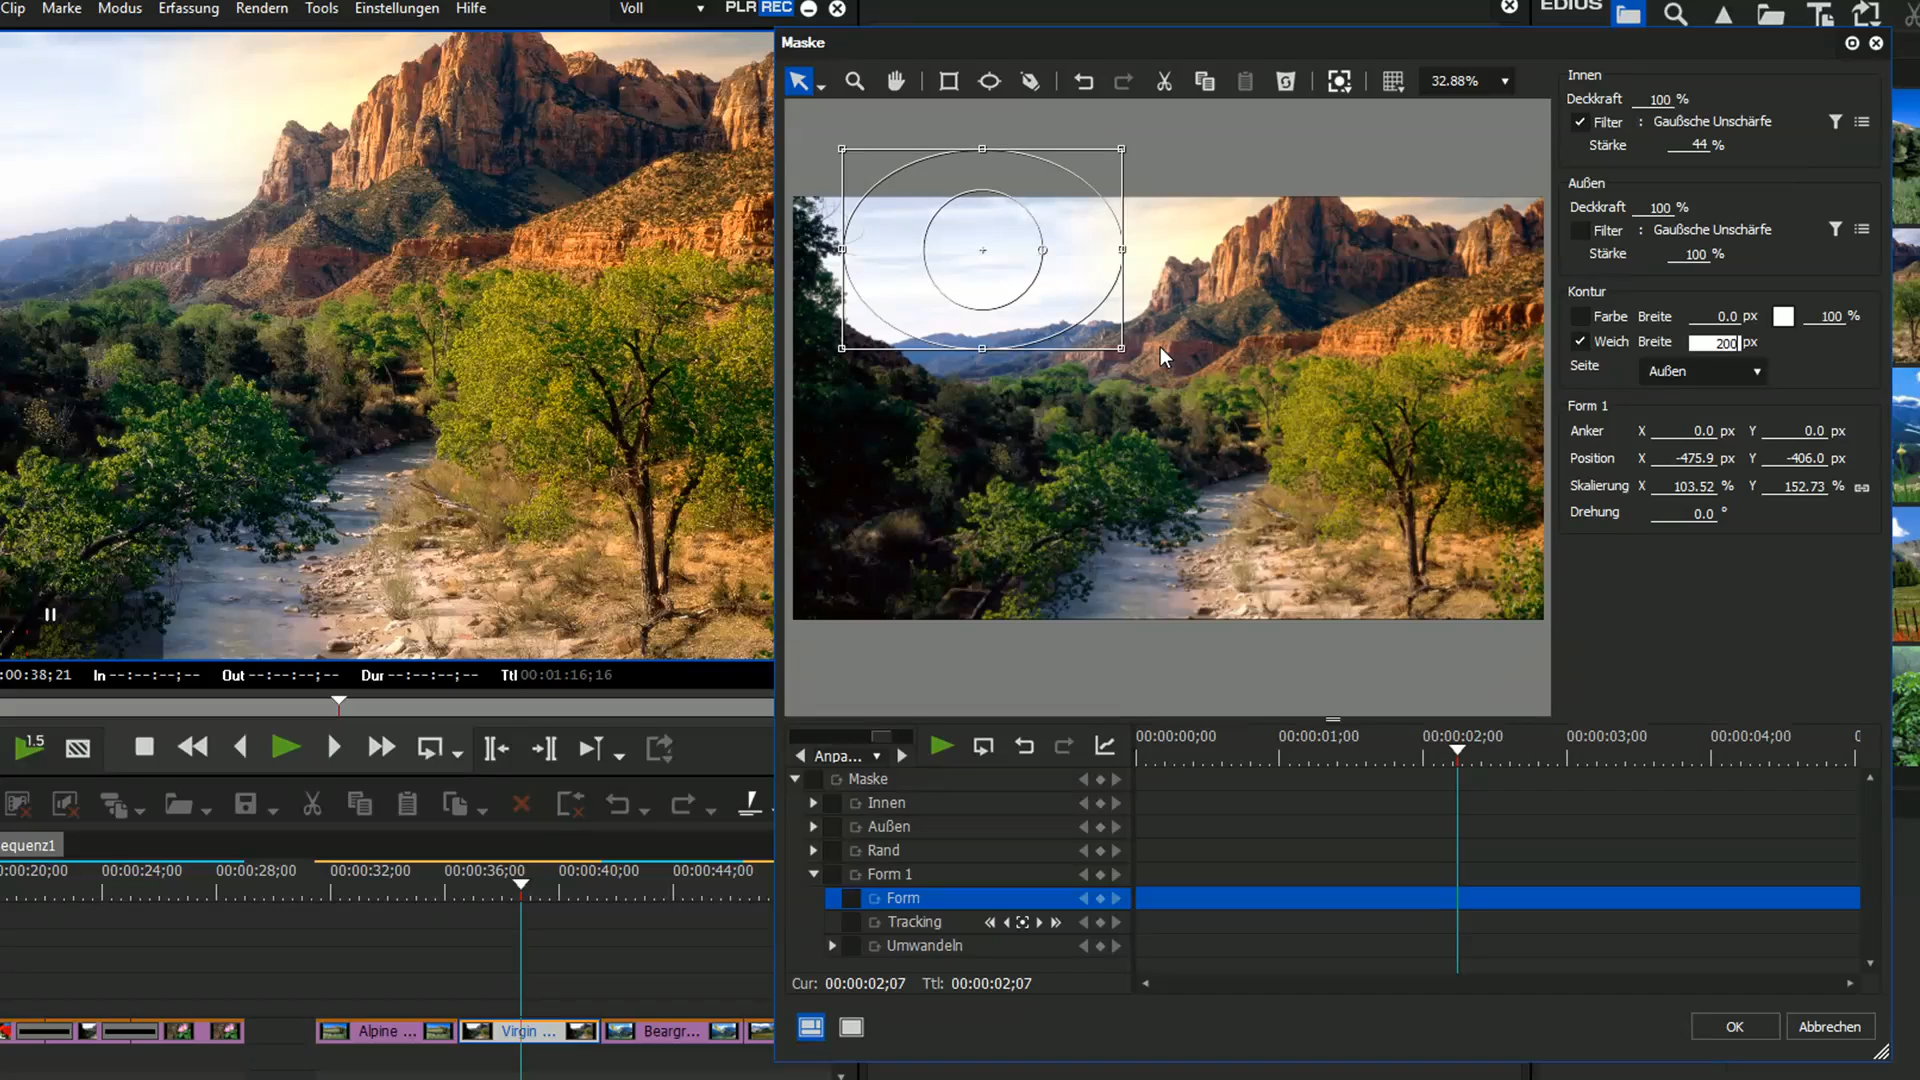 Clip Marke Modus Erfassung Rendern Tools Einstellungen Hilfe
Voll
PLR REC
EDIUS
:00:38;21 In --:--:--;-- Out --:--:--;-- Dur --:--:--;-- Ttl 00:01:16;16
1.5
equenz1
0:00:20;00 00:00:24;00 00:00:28;00 00:00:32;00 00:00:36;00 00:00:40;00 00:00:44;00
Alpine ... Virgin ... Beargr...
Maske
32.88%
Innen
Deckkraft 100 %
Filter : Gaußsche Unschärfe
Stärke 44 %
Außen
Deckkraft 100 %
Filter : Gaußsche Unschärfe
Stärke 100 %
Kontur
Farbe Breite 0.0 px 100 %
Weich Breite 200 px
Seite Außen
Form 1
Anker X 0.0 px Y 0.0 px
Position X -475.9 px Y -406.0 px
Skalierung X 103.52 % Y 152.73 %
Drehung 0.0 °
Anpa...
00:00:00;00 00:00:01;00 00:00:02;00 00:00:03;00 00:00:04;00 0
Maske
Innen
Außen
Rand
Form 1
Form
Tracking
Umwandeln
Cur: 00:00:02;07 Ttl: 00:00:02;07
OK Abbrechen